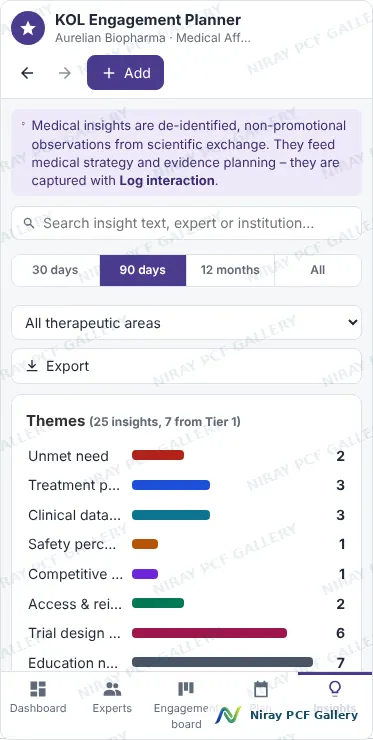 KOL Engagement Planner
Aurelian Biopharma · Medical Aff...
+ Add
Medical insights are de-identified, non-promotional
observations from scientific exchange. They feed
medical strategy and evidence planning – they are
captured with Log interaction.
Search insight text, expert or institution...
30 days 90 days 12 months All
All therapeutic areas
Export
Themes (25 insights, 7 from Tier 1)
Unmet need 2
Treatment p... 3
Clinical data... 3
Safety perc... 1
Competitive ... 1
Access & rei... 2
Trial design ... 6
Education n... 7
Dashboard Experts Engagement board Plan Insights
Niray PCF Gallery
NIRAY PCF GALLERY